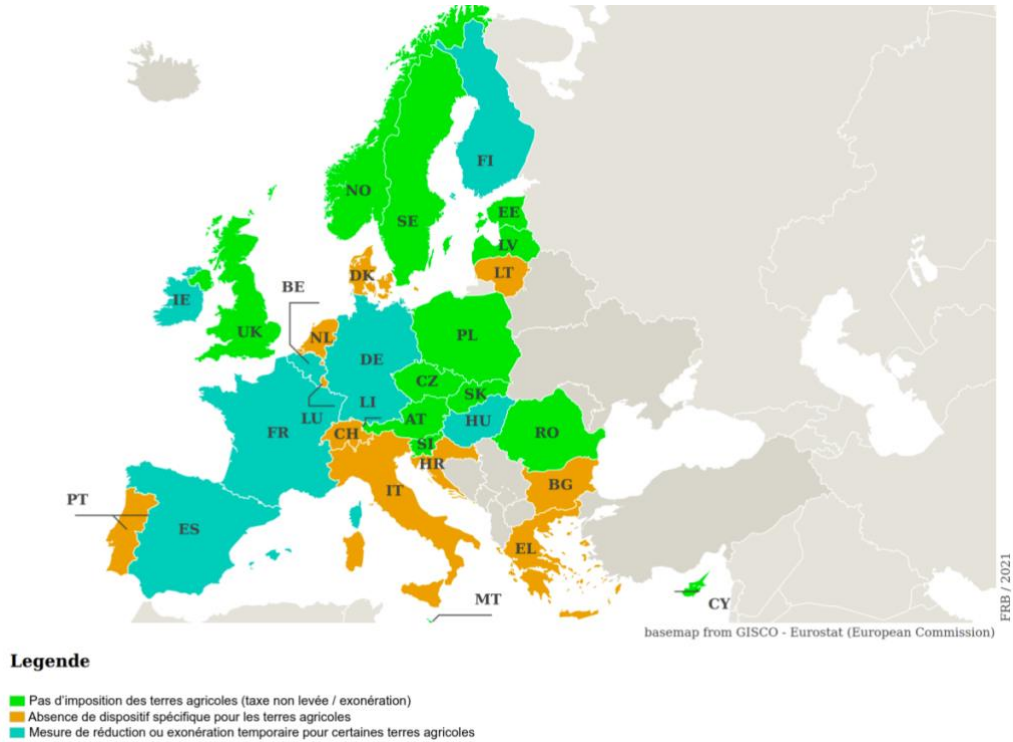 FI
NO
SE
EE
LV
LT
DK
IE
BE
UK
NL
PL
DE
CZ
SK
LU
LI
AT
HU
FR
CH
SI
RO
HR
IT
BG
PT
ES
EL
MT
CY
FRB / 2021
basemap from GISCO - Eurostat (European Commission)
Legende
Pas d'imposition des terres agricoles (taxe non levée / exonération)
Absence de dispositif spécifique pour les terres agricoles
Mesure de réduction ou exonération temporaire pour certaines terres agricoles